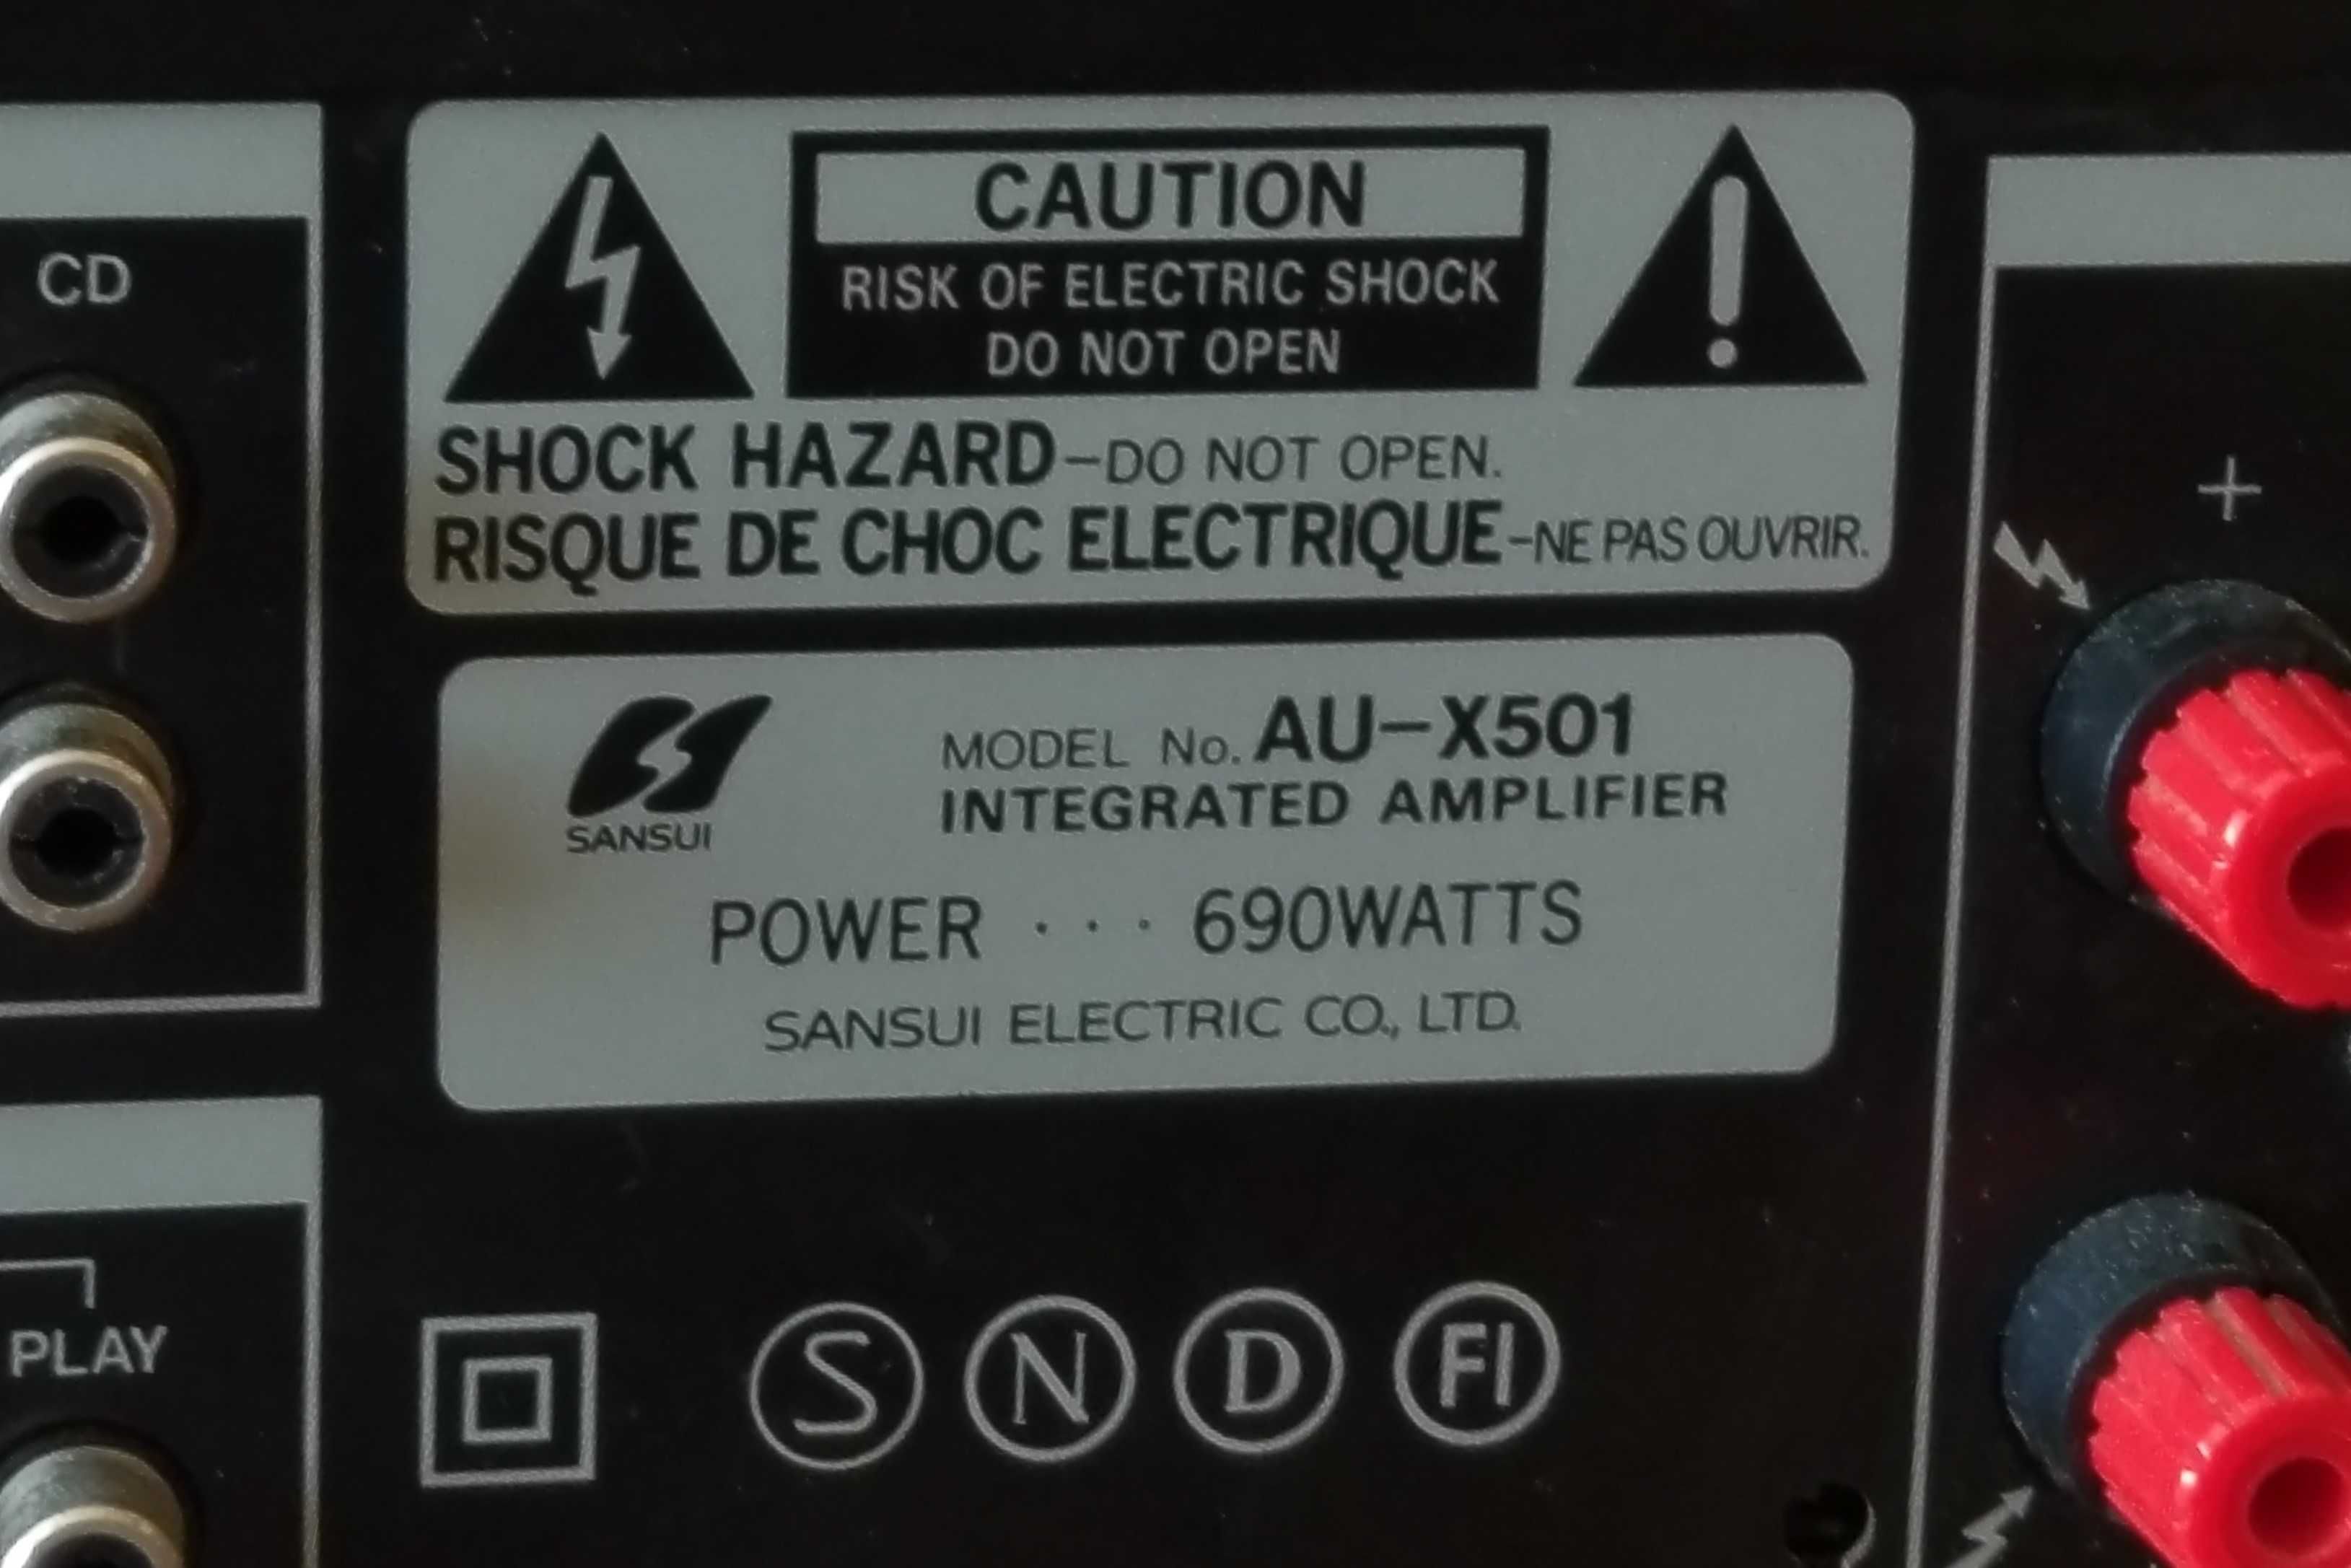 CD
CAUTION
RISK OF ELECTRIC SHOCK
DO NOT OPEN
SHOCK HAZARD–DO NOT OPEN.
RISQUE DE CHOC ELECTRIQUE–NE PAS OUVRIR.
+
SANSUI
MODEL No. AU–X501
INTEGRATED AMPLIFIER
POWER ··· 690WATTS
SANSUI ELECTRIC CO., LTD.
PLAY
S N D FI